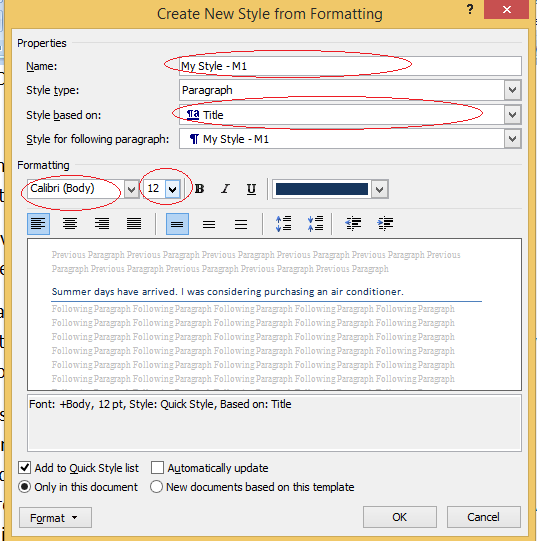 Create New Style from Formatting
?
Properties
Name: My Style - M1
Style type: Paragraph
Style based on: ¶a Title
Style for following paragraph: ¶ My Style - M1
Formatting
Calibri (Body) 12 B I U
Previous Paragraph Previous Paragraph Previous Paragraph Previous Paragraph Previous Paragraph Previous
Paragraph Previous Paragraph Previous Paragraph Previous Paragraph Previous Paragraph
Summer days have arrived. I was considering purchasing an air conditioner.
Following Paragraph Following Paragraph Following Paragraph Following Paragraph Following Paragraph
Following Paragraph Following Paragraph Following Paragraph Following Paragraph Following Paragraph
Following Paragraph Following Paragraph Following Paragraph Following Paragraph Following Paragraph
Following Paragraph Following Paragraph Following Paragraph Following Paragraph Following Paragraph
Following Paragraph Following Paragraph Following Paragraph Following Paragraph Following Paragraph
Following Paragraph Following Paragraph Following Paragraph Following Paragraph Following Paragraph
Font: +Body, 12 pt, Style: Quick Style, Based on: Title
Add to Quick Style list Automatically update
Only in this document New documents based on this template
Format OK Cancel